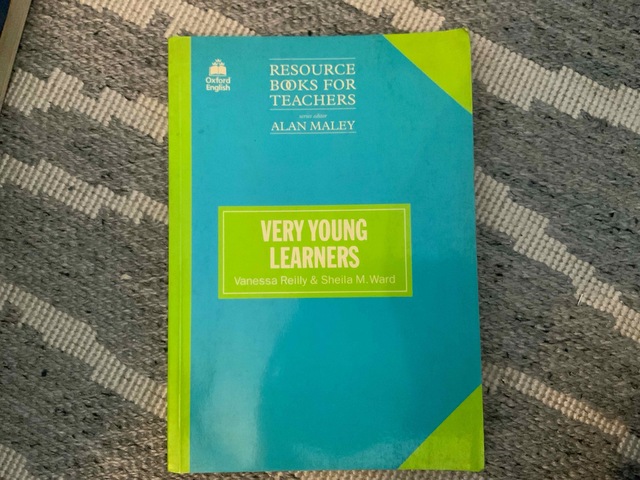 Oxford
English
RESOURCE
BOOKS FOR
TEACHERS
series editor
ALAN MALEY
VERY YOUNG
LEARNERS
Vanessa Reilly & Sheila M. Ward